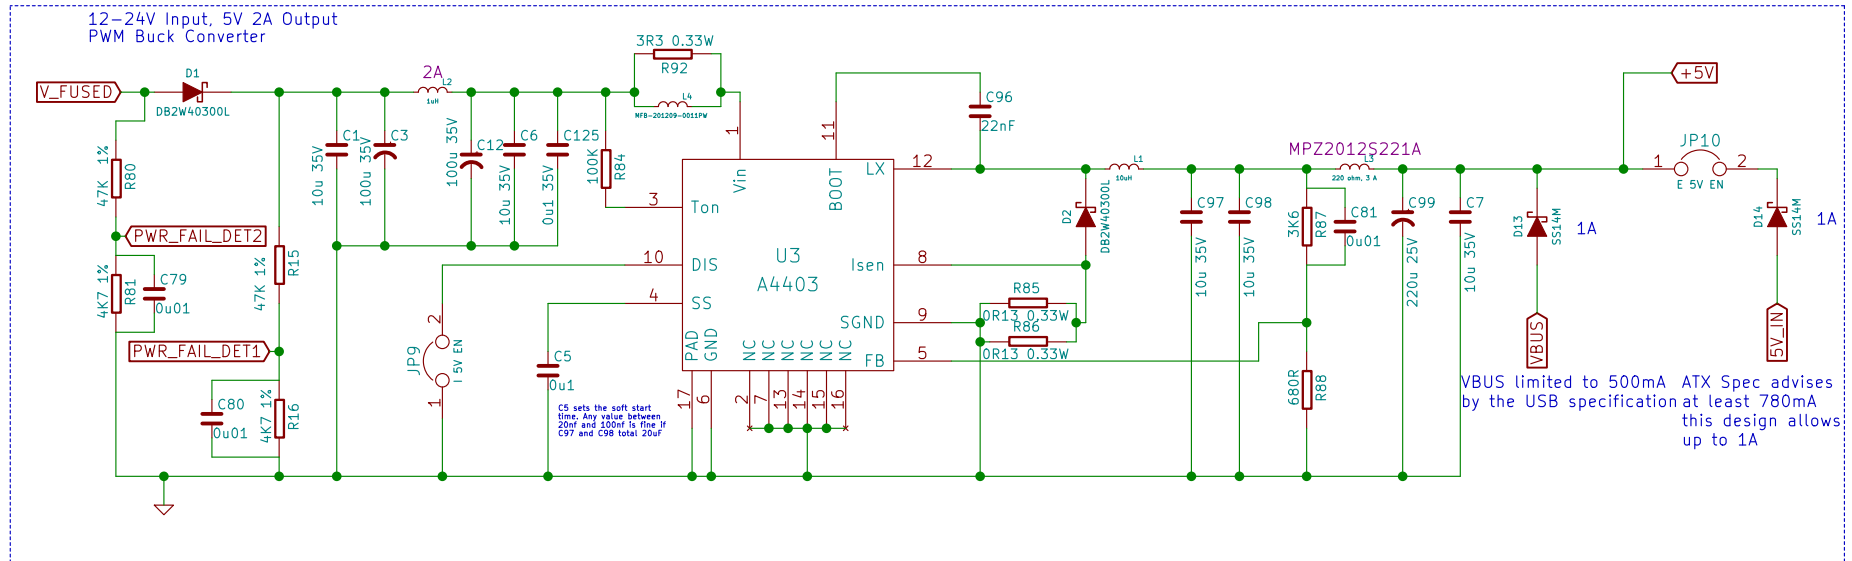 12-24V Input, 5V 2A Output
PWM Buck Converter
V_FUSED
D1
DB2W40300L
47K 1%
R80
PWR_FAIL_DET2
4K7 1%
R81
C79
0u01
47K 1%
R15
PWR_FAIL_DET1
C80
0u01
4K7 1%
R16
C1
10u 35V
C3
100u 35V
2A
L2
1uH
C12
100u 35V
C6
10u 35V
C125
0u1 35V
3R3 0.33W
R92
L4
MFB-201209-0011PW
100K
R84
JP9
I 5V EN
2
1
C5
0u1
C5 sets the soft start
time. Any value between
20nf and 100nf is fine if
C97 and C98 total 20uF
U3
A4403
1
Vin
11
BOOT
12
LX
3
Ton
10
DIS
8
Isen
4
SS
9
SGND
5
FB
PAD
GND
NC
NC
NC
NC
NC
NC
17
6
2
7
13
14
15
16
C96
22nF
D2
DB2W40300L
R85
0R13 0.33W
R86
0R13 0.33W
L1
10uH
C97
10u 35V
C98
10u 35V
MPZ2012S221A
L3
220 ohm, 3 A
3K6
R87
C81
0u01
680R
R88
C99
220u 25V
C7
10u 35V
D13
SS14M
1A
VBUS
VBUS limited to 500mA
by the USB specification
+5V
JP10
1
2
E 5V EN
D14
SS14M
1A
5V_IN
ATX Spec advises
at least 780mA
this design allows
up to 1A